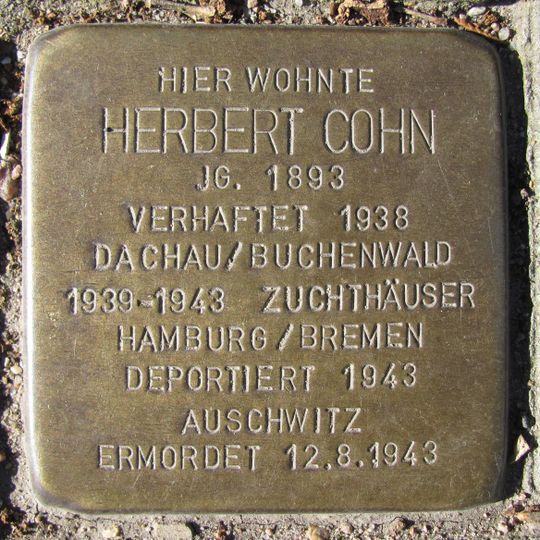 HIER WOHNTE
HERBERT COHN
JG. 1893
VERHAFTET 1938
DACHAU/BUCHENWALD
1939-1943 ZUCHTHÄUSER
HAMBURG/BREMEN
DEPORTIERT 1943
AUSCHWITZ
ERMORDET 12.8.1943